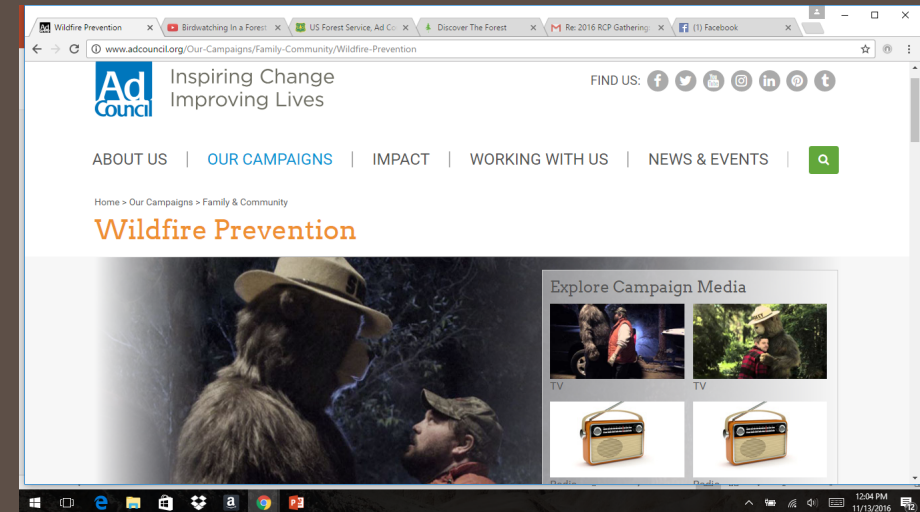 Wildfire Prevention
Birdwatching In a Forest
US Forest Service, Ad Co
Discover The Forest
Re: 2016 RCP Gathering:
(1) Facebook
www.adcouncil.org/Our-Campaigns/Family-Community/Wildfire-Prevention
Ad Council
Inspiring Change
Improving Lives
FIND US:
ABOUT US
OUR CAMPAIGNS
IMPACT
WORKING WITH US
NEWS & EVENTS
Home > Our Campaigns > Family & Community
Wildfire Prevention
Explore Campaign Media
TV
TV
Radio
Radio
12:04 PM
11/13/2016